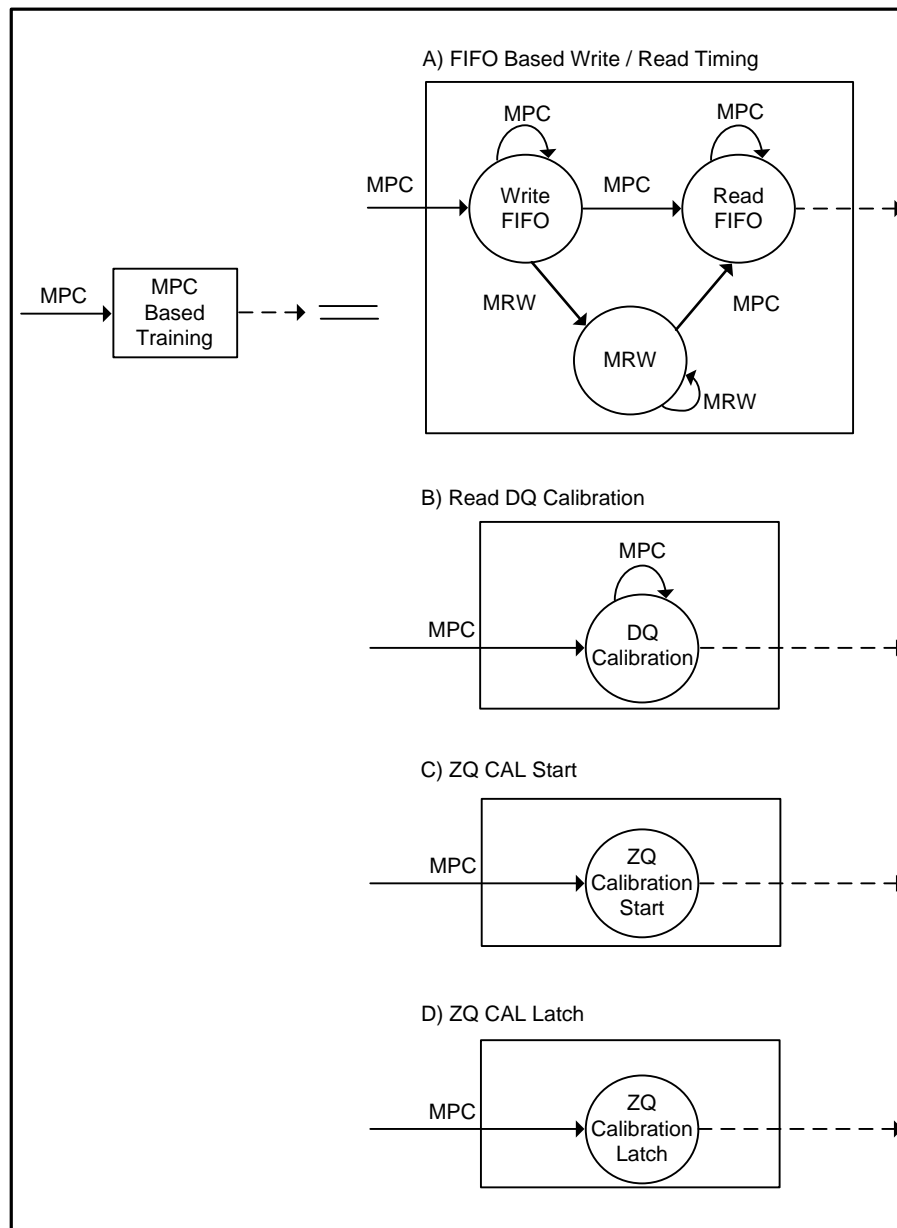 A) FIFO Based Write / Read Timing
MPC
MPC
MPC
Write
FIFO
MPC
Read
FIFO
MPC
MPC
Based
Training
MRW
MPC
MRW
MRW
B) Read DQ Calibration
MPC
MPC
DQ
Calibration
C) ZQ CAL Start
MPC
ZQ
Calibration
Start
D) ZQ CAL Latch
MPC
ZQ
Calibration
Latch